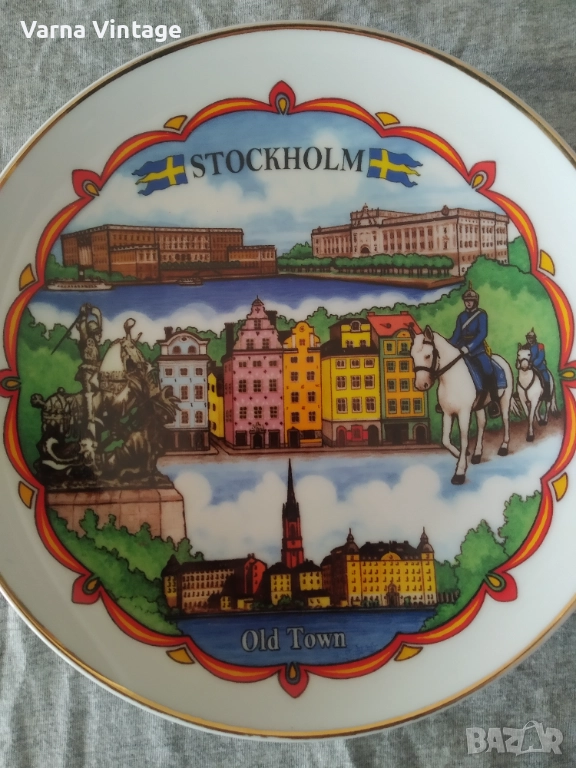 Varna Vintage
STOCKHOLM
Old Town
BAZAR